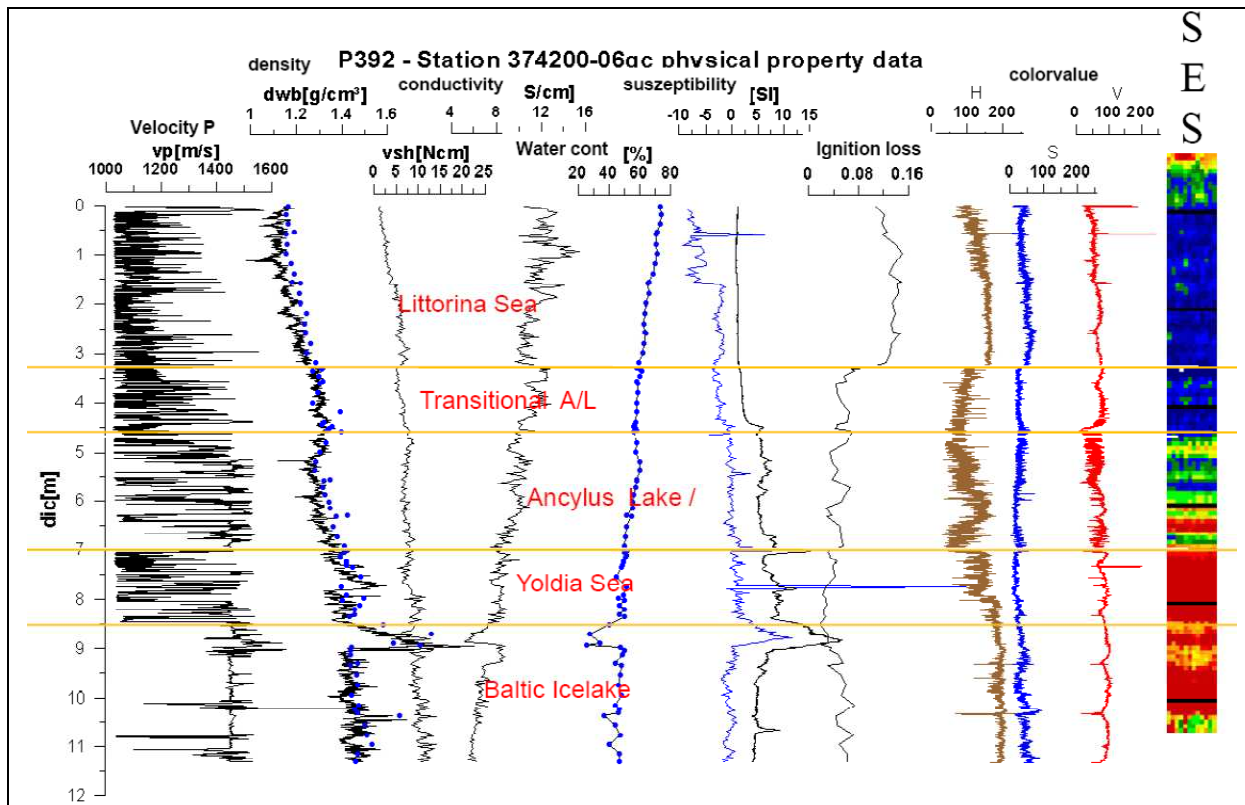 S
E
S
P392 - Station 374200-06gc physical property data
density
conductivity
suszeptibility
colorvalue
dwb[g/cm³]
S/cm]
[SI]
H
V
1 1.2 1.4 1.6
4 8 12 16
-10 -5 0 5 10 15
0 100 200
0 100 200
Velocity P
vp[m/s]
vsh[Ncm]
Water cont [%]
Ignition loss
S
1000 1200 1400 1600
0 5 10 15 20 25
20 40 60 80
0 0.08 0.16
0 100 200
dic[m]
0
1
2
Littorina Sea
3
4
Transitional A/L
5
6
Ancylus Lake /
7
Yoldia Sea
8
9
Baltic Icelake
10
11
12